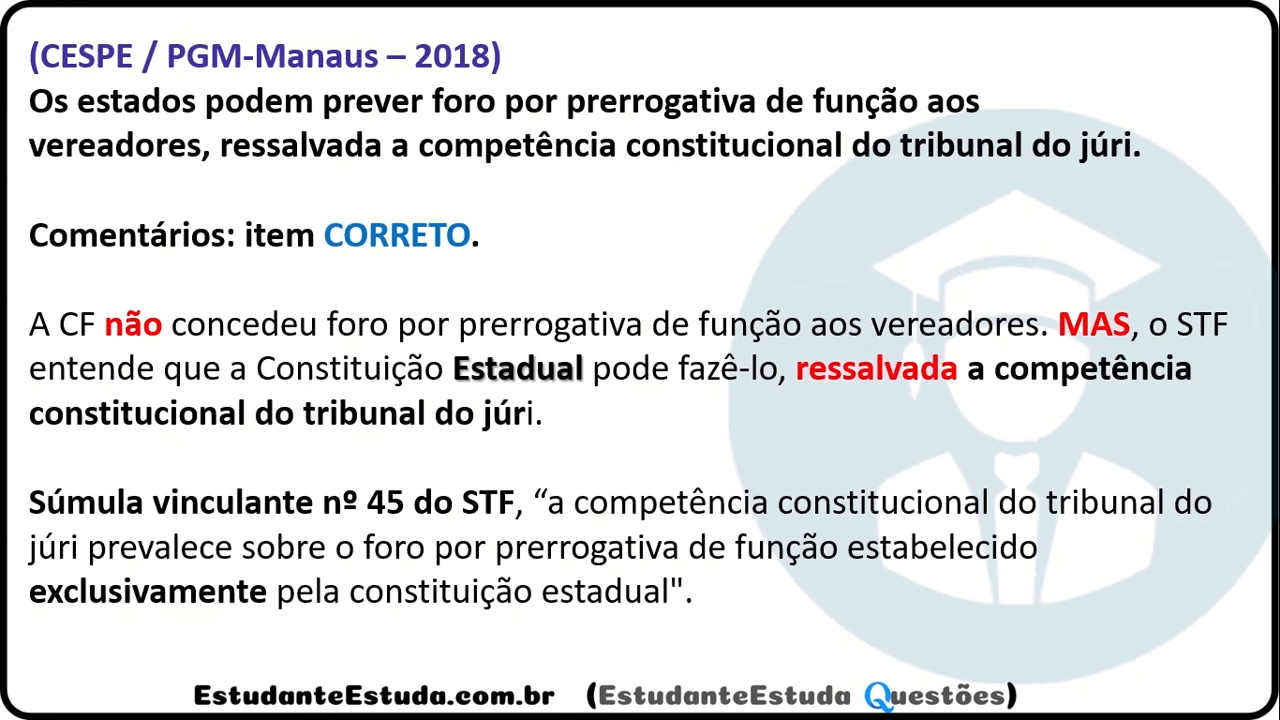 (CESPE / PGM-Manaus – 2018)
Os estados podem prever foro por prerrogativa de função aos
vereadores, ressalvada a competência constitucional do tribunal do júri.
Comentários: item CORRETO.
A CF não concedeu foro por prerrogativa de função aos vereadores. MAS, o STF
entende que a Constituição Estadual pode fazê-lo, ressalvada a competência
constitucional do tribunal do júri.
Súmula vinculante nº 45 do STF, “a competência constitucional do tribunal do
júri prevalece sobre o foro por prerrogativa de função estabelecido
exclusivamente pela constituição estadual".
EstudanteEstuda.com.br (EstudanteEstuda Questões)